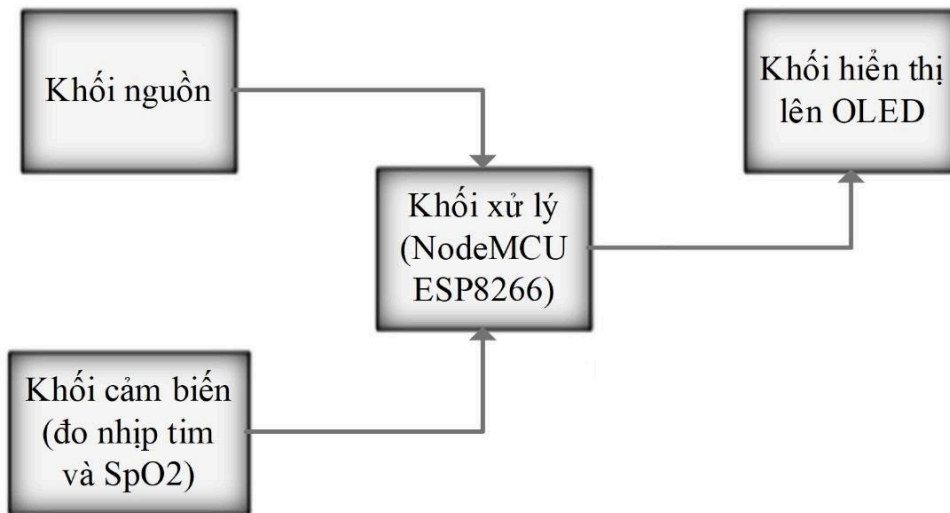 Khối nguồn
Khối hiển thị
lên OLED
Khối xử lý
(NodeMCU
ESP8266)
Khối cảm biến
(đo nhịp tim
và SpO2)